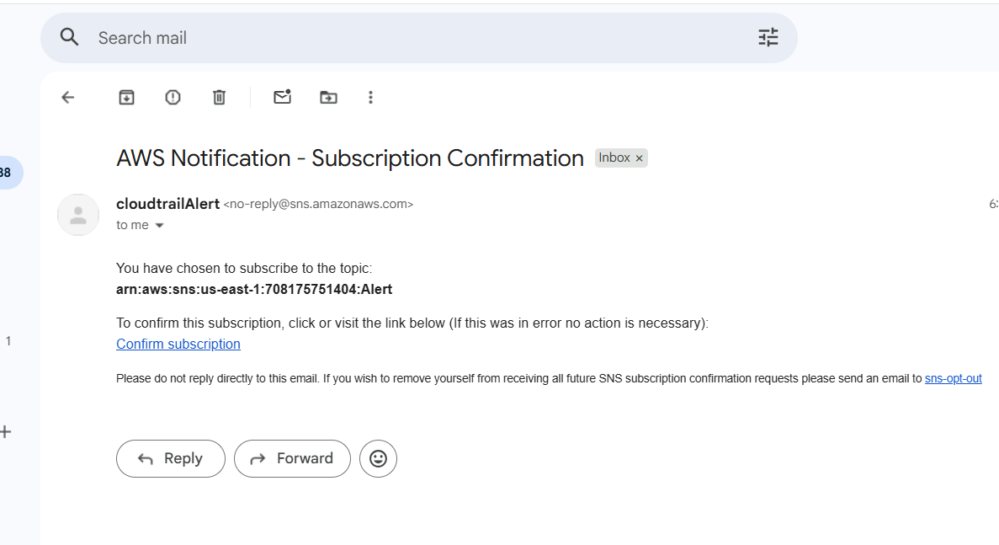 Search mail
AWS Notification - Subscription Confirmation Inbox ×
38
cloudtrailAlert <no-reply@sns.amazonaws.com> 6:
to me
You have chosen to subscribe to the topic:
arn:aws:sns:us-east-1:708175751404:Alert
To confirm this subscription, click or visit the link below (If this was in error no action is necessary):
Confirm subscription
1
Please do not reply directly to this email. If you wish to remove yourself from receiving all future SNS subscription confirmation requests please send an email to sns-opt-out
Reply Forward